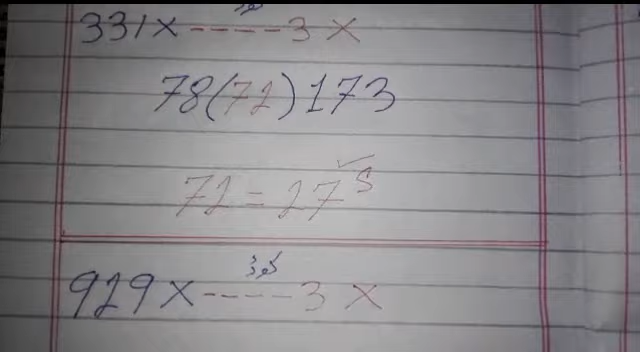 331X ---- 3 X
78(72)173
72 = 27 S
929X ---- 3 X